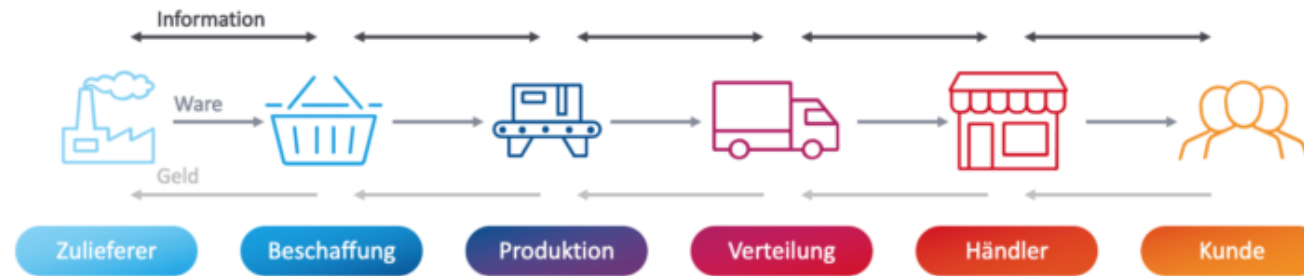 Information
Ware
Geld
Zulieferer
Beschaffung
Produktion
Verteilung
Händler
Kunde